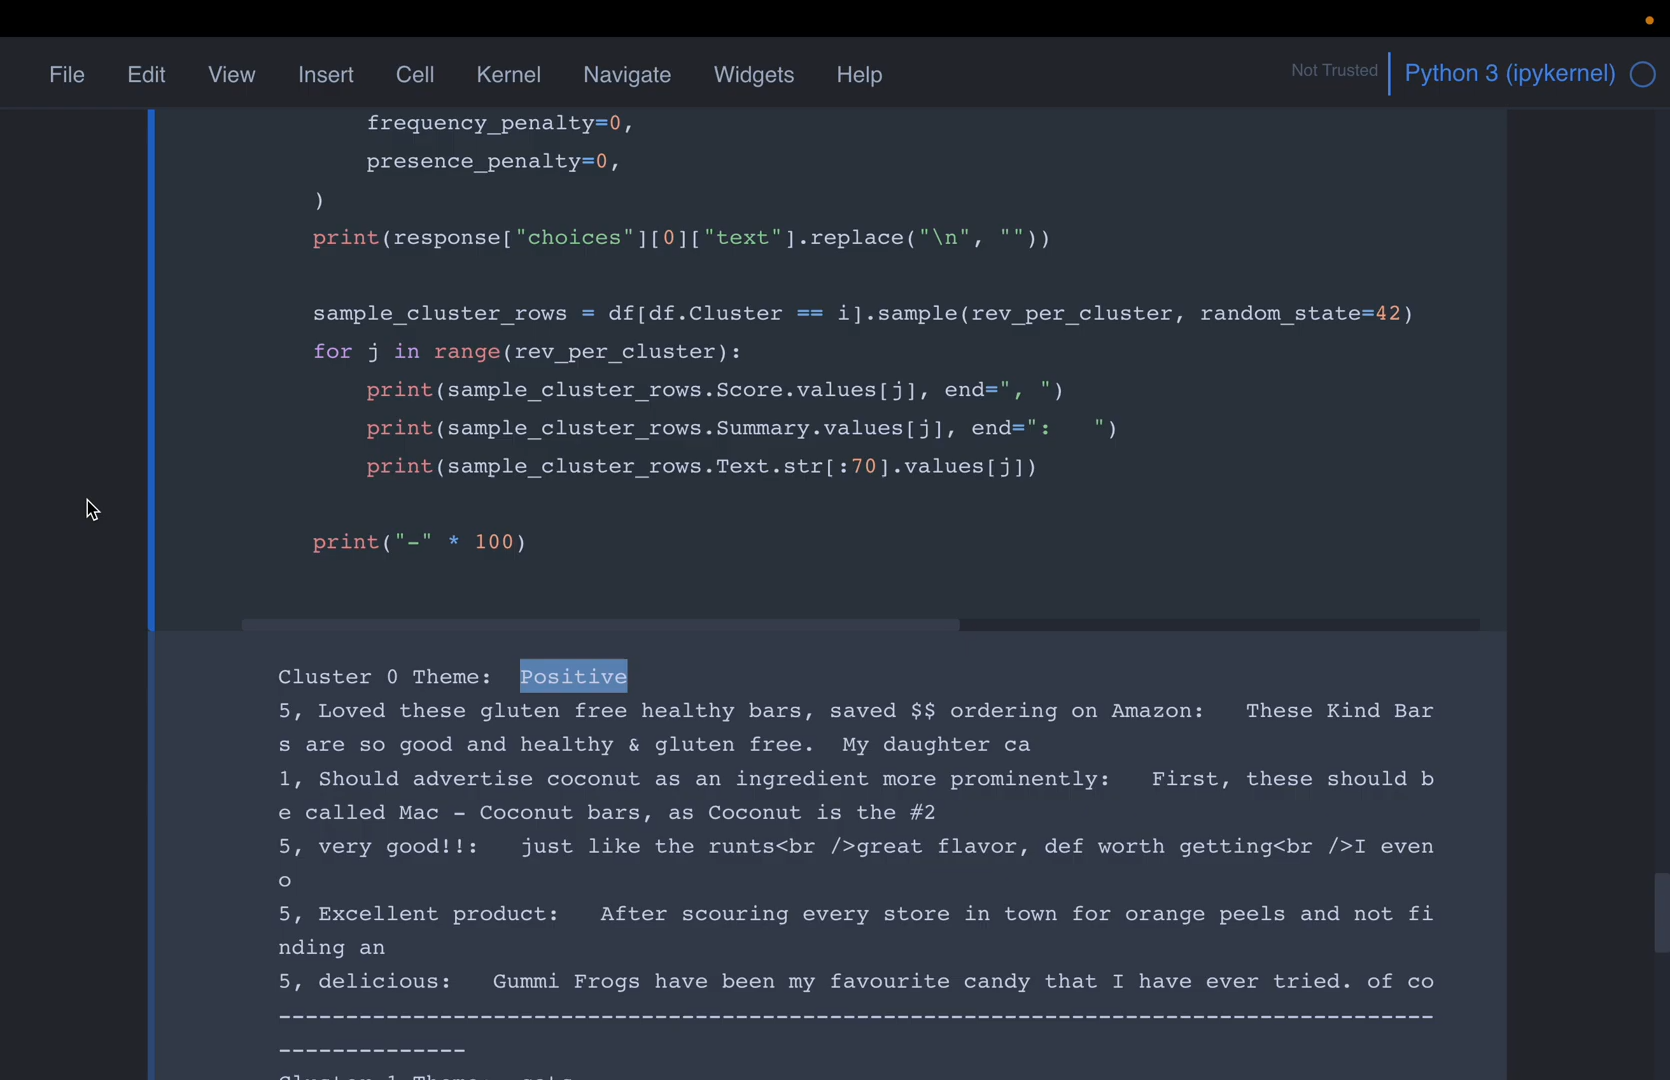 File Edit View Insert Cell Kernel Navigate Widgets Help Not Trusted Python 3 (ipykernel)
frequency_penalty=0,
presence_penalty=0,
)
print(response["choices"][0]["text"].replace("\n", ""))
sample_cluster_rows = df[df.Cluster == i].sample(rev_per_cluster, random_state=42)
for j in range(rev_per_cluster):
print(sample_cluster_rows.Score.values[j], end=", ")
print(sample_cluster_rows.Summary.values[j], end=":   ")
print(sample_cluster_rows.Text.str[:70].values[j])
print("-" * 100)
Cluster 0 Theme:  Positive
5, Loved these gluten free healthy bars, saved $$ ordering on Amazon:   These Kind Bar
s are so good and healthy & gluten free.  My daughter ca
1, Should advertise coconut as an ingredient more prominently:   First, these should b
e called Mac - Coconut bars, as Coconut is the #2
5, very good!!:   just like the runts<br />great flavor, def worth getting<br />I even
o
5, Excellent product:   After scouring every store in town for orange peels and not fi
nding an
5, delicious:   Gummi Frogs have been my favourite candy that I have ever tried. of co
--------------------------------------------------------------------------------------
--------------